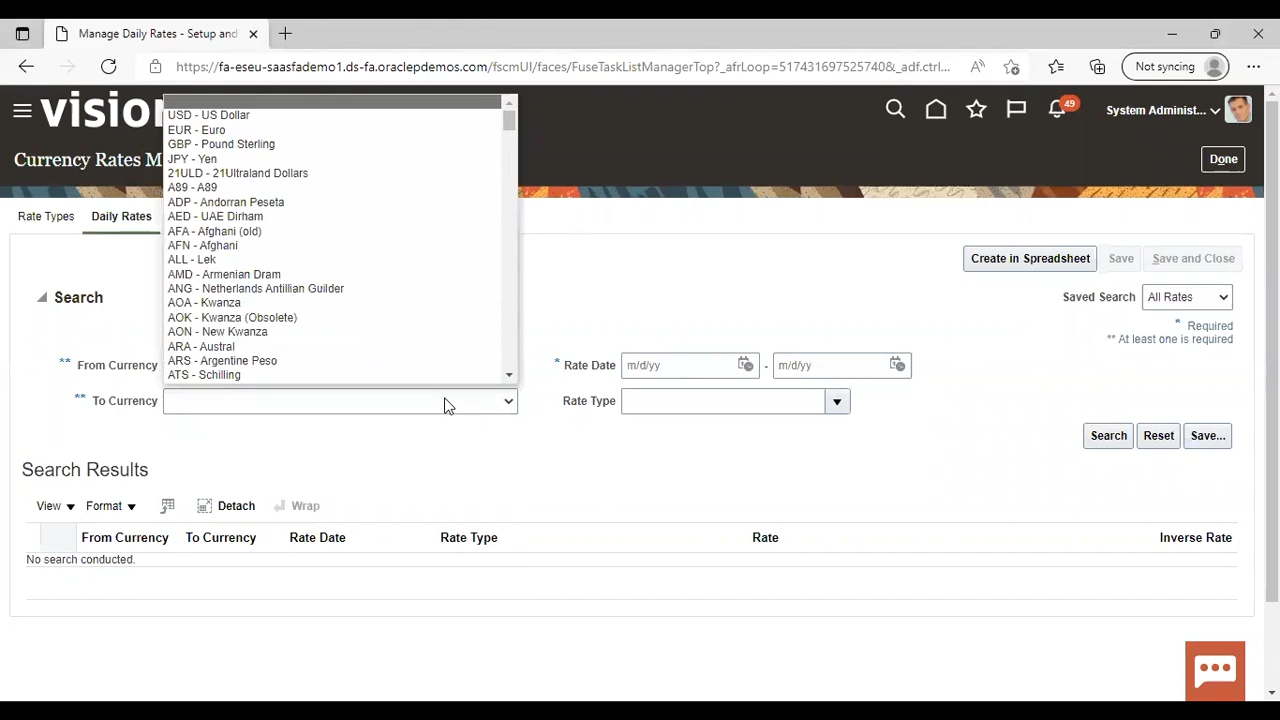 Manage Daily Rates - Setup and
https://fa-eseu-saasfademo1.ds-fa.oraclepdemos.com/fscmUI/faces/FuseTaskListManagerTop?_afrLoop=517431697525740&_adf.ctrl...
Not syncing
vision
49
System Administ...
Currency Rates M
Done
USD - US Dollar
EUR - Euro
GBP - Pound Sterling
JPY - Yen
21ULD - 21Ultraland Dollars
A89 - A89
ADP - Andorran Peseta
AED - UAE Dirham
AFA - Afghani (old)
AFN - Afghani
ALL - Lek
AMD - Armenian Dram
ANG - Netherlands Antillian Guilder
AOA - Kwanza
AOK - Kwanza (Obsolete)
AON - New Kwanza
ARA - Austral
ARS - Argentine Peso
ATS - Schilling
Rate Types Daily Rates
Create in Spreadsheet Save Save and Close
Search
Saved Search All Rates
* Required
** At least one is required
** From Currency
* Rate Date m/d/yy - m/d/yy
** To Currency
Rate Type
Search Reset Save...
Search Results
View Format Detach Wrap
From Currency To Currency Rate Date Rate Type Rate Inverse Rate
No search conducted.